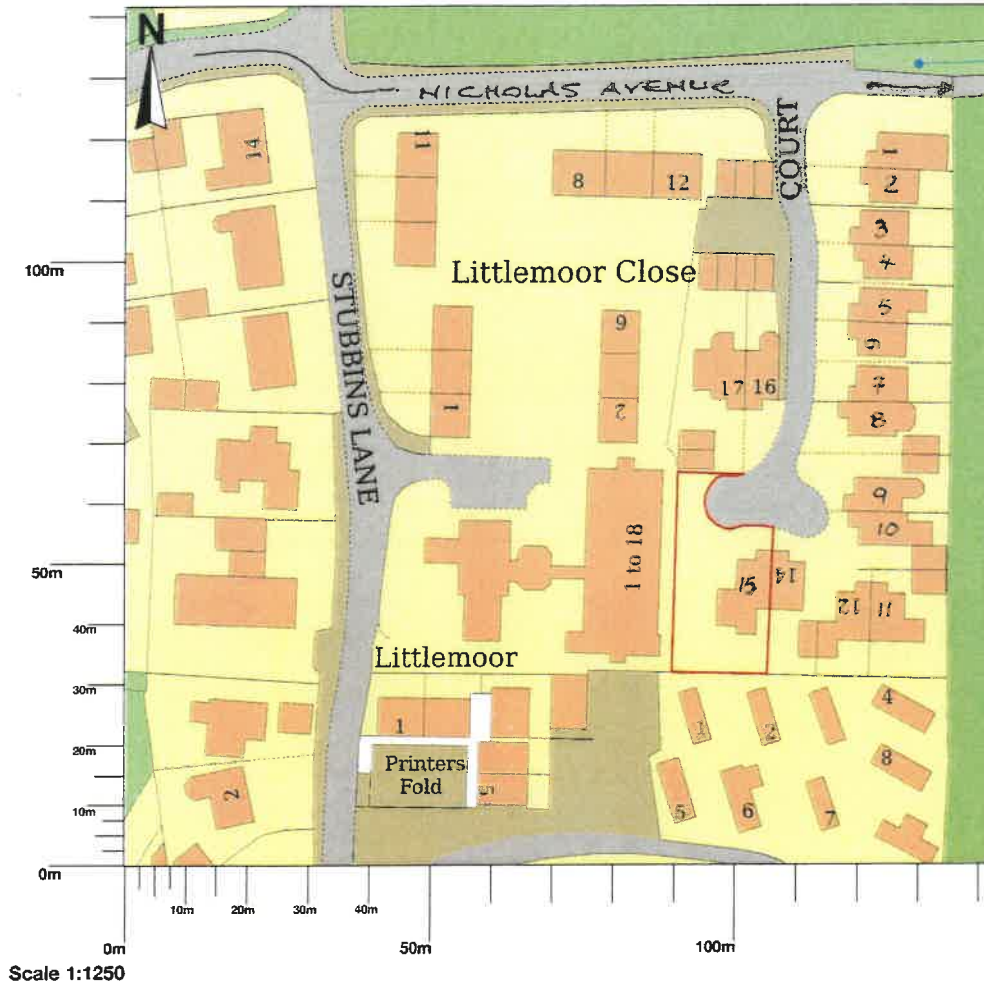 N
NICHOLAS AVENUE
COURT
14
11
8
12
1
2
3
4
5
6
7
8
9
10
11
12
14
15
16
17
Littlemoor Close
STUBBINS LANE
1
9
2
1 to 18
Littlemoor
1
Printers
Fold
5
2
1
2
4
5
6
7
8
100m
50m
40m
30m
20m
10m
0m
0m
10m
20m
30m
40m
50m
100m
Scale 1:1250